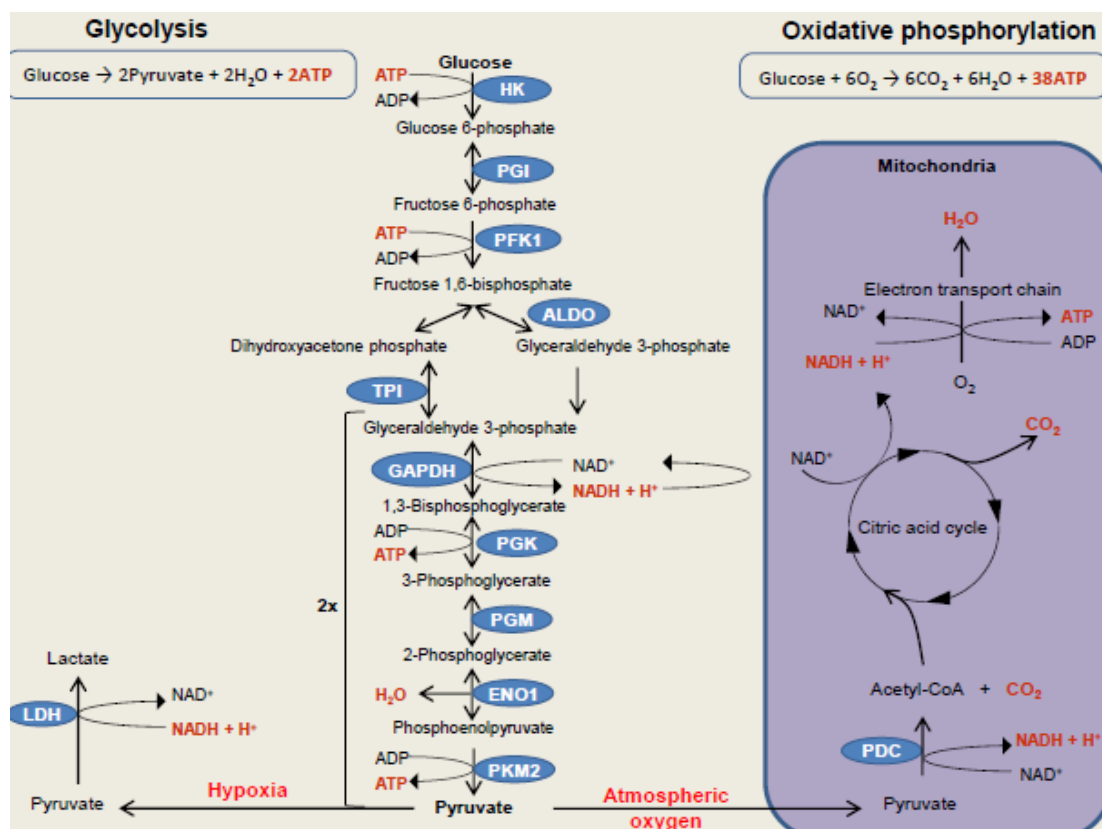 Glycolysis
Glucose → 2Pyruvate + 2H₂O + 2ATP
Oxidative phosphorylation
Glucose + 6O₂ → 6CO₂ + 6H₂O + 38ATP
Glucose
ATP
ADP
HK
Glucose 6-phosphate
PGI
Fructose 6-phosphate
ATP
ADP
PFK1
Fructose 1,6-bisphosphate
ALDO
Dihydroxyacetone phosphate
Glyceraldehyde 3-phosphate
TPI
Glyceraldehyde 3-phosphate
GAPDH
NAD⁺
NADH + H⁺
1,3-Bisphosphoglycerate
ADP
ATP
PGK
3-Phosphoglycerate
2x
PGM
2-Phosphoglycerate
H₂O
ENO1
Phosphoenolpyruvate
ADP
ATP
PKM2
Pyruvate
Hypoxia
Atmospheric
oxygen
Lactate
LDH
NAD⁺
NADH + H⁺
Pyruvate
Mitochondria
H₂O
Electron transport chain
NAD⁺
NADH + H⁺
ATP
ADP
O₂
CO₂
NAD⁺
Citric acid cycle
Acetyl-CoA + CO₂
PDC
NADH + H⁺
NAD⁺
Pyruvate